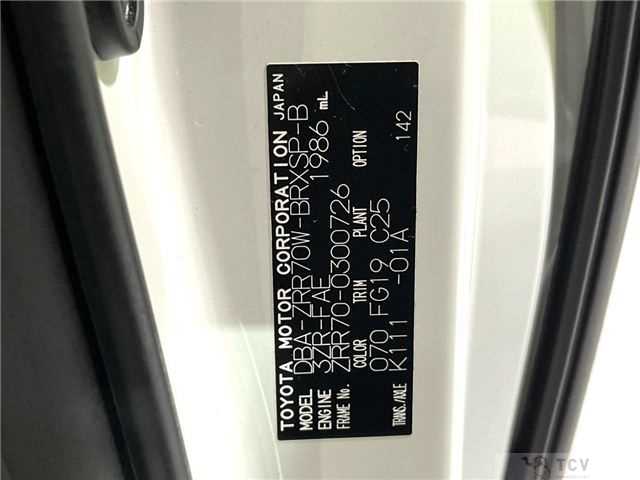 TOYOTA MOTOR CORPORATION JAPAN
MODEL DBA-ZRR70W-BRXSP-B
ENGINE 3ZR-FAE 1986 mL
FRAME No. ZRR70-0300726
COLOR TRIM PLANT OPTION
070 FG19 C25
TRANS./AXLE K111 -01A 142
TCV